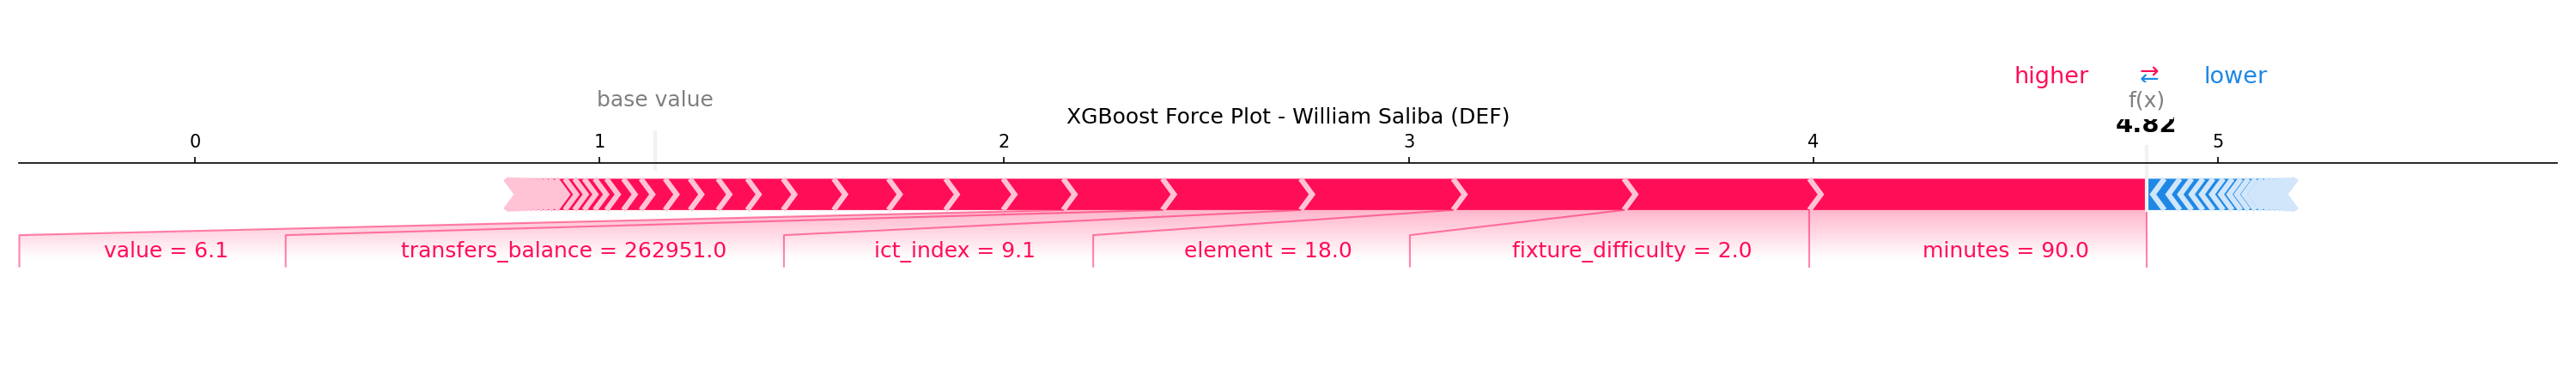 higher ⇄ lower
base value
f(x)
XGBoost Force Plot - William Saliba (DEF)
4.82
0 1 2 3 4 5
value = 6.1 transfers_balance = 262951.0 ict_index = 9.1 element = 18.0 fixture_difficulty = 2.0 minutes = 90.0